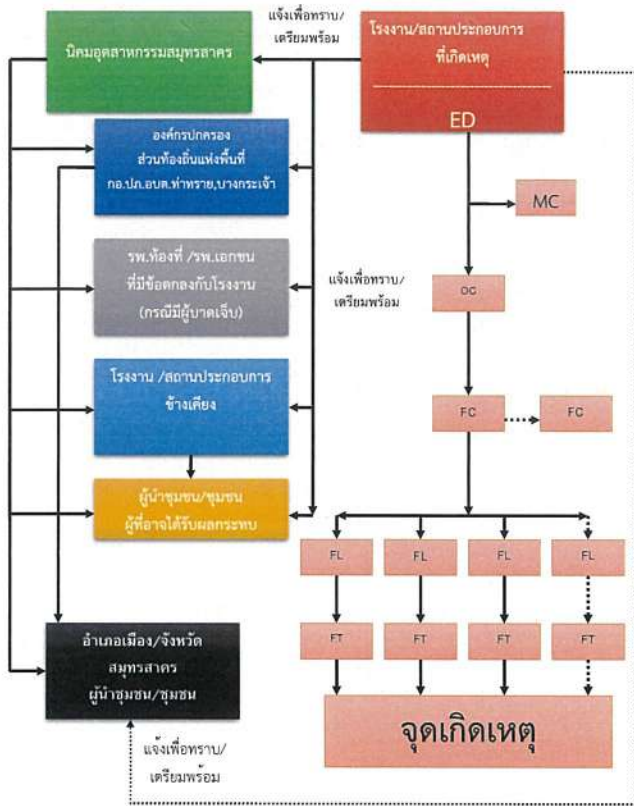 แจ้งเพื่อทราบ/
เตรียมพร้อม
โรงงาน/สถานประกอบการ
ที่เกิดเหตุ
ED
นิคมอุตสาหกรรมสมุทรสาคร
องค์กรปกครอง
ส่วนท้องถิ่นแห่งพื้นที่
กอ.ปภ.อบต.ท่าทราย,บางกระเจ้า
MC
รพ.ท้องที่ /รพ.เอกชน
ที่มีข้อตกลงกับโรงงาน
(กรณีมีผู้บาดเจ็บ)
แจ้งเพื่อทราบ/
เตรียมพร้อม
OC
โรงงาน /สถานประกอบการ
ข้างเคียง
FC
FC
ผู้นำชุมชน/ชุมชน
ผู้ที่อาจได้รับผลกระทบ
FL
FL
FL
FL
FT
FT
FT
FT
อำเภอเมือง/จังหวัด
สมุทรสาคร
ผู้นำชุมชน/ชุมชน
จุดเกิดเหตุ
แจ้งเพื่อทราบ/
เตรียมพร้อม